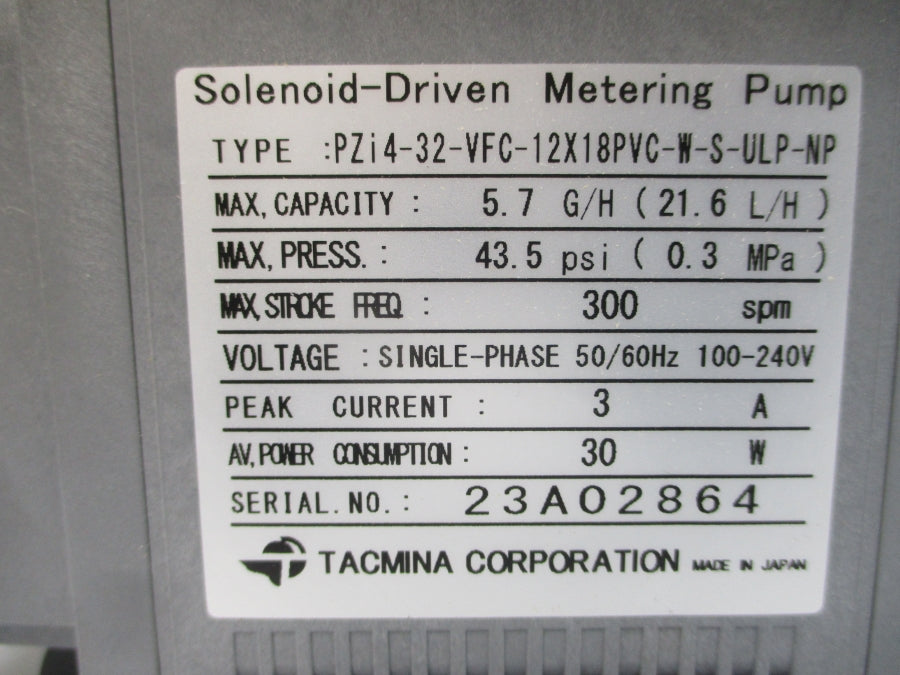 Solenoid-Driven Metering Pump
TYPE :PZi4-32-VFC-12X18PVC-W-S-ULP-NP
MAX,CAPACITY : 5.7 G/H ( 21.6 L/H )
MAX,PRESS. : 43.5 psi ( 0.3 MPa )
MAX,STROKE FREQ. : 300 spm
VOLTAGE : SINGLE-PHASE 50/60Hz 100-240V
PEAK CURRENT : 3 A
AV,POWER CONSUMPTION : 30 W
SERIAL.NO. : 23A02864
TACMINA CORPORATION MADE IN JAPAN